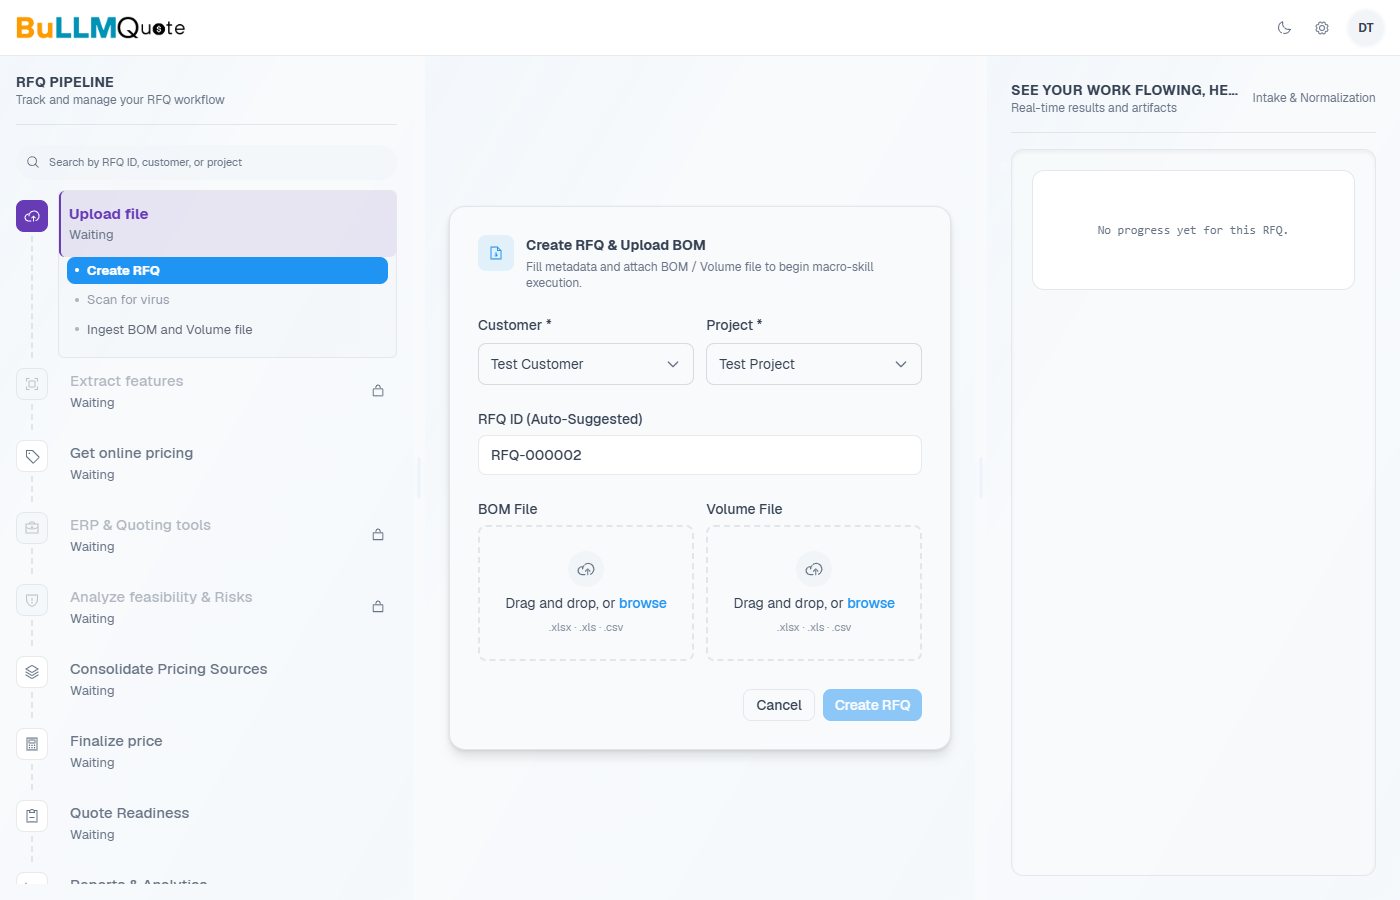 BuLLMQuote
DT
RFQ PIPELINE
Track and manage your RFQ workflow
Search by RFQ ID, customer, or project
Upload file
Waiting
Create RFQ
Scan for virus
Ingest BOM and Volume file
Extract features
Waiting
Get online pricing
Waiting
ERP & Quoting tools
Waiting
Analyze feasibility & Risks
Waiting
Consolidate Pricing Sources
Waiting
Finalize price
Waiting
Quote Readiness
Waiting
Reports & Analytics
Create RFQ & Upload BOM
Fill metadata and attach BOM / Volume file to begin macro-skill
execution.
Customer * Project *
Test Customer Test Project
RFQ ID (Auto-Suggested)
RFQ-000002
BOM File Volume File
Drag and drop, or browse Drag and drop, or browse
.xlsx · .xls · .csv .xlsx · .xls · .csv
Cancel Create RFQ
SEE YOUR WORK FLOWING, HE... Intake & Normalization
Real-time results and artifacts
No progress yet for this RFQ.